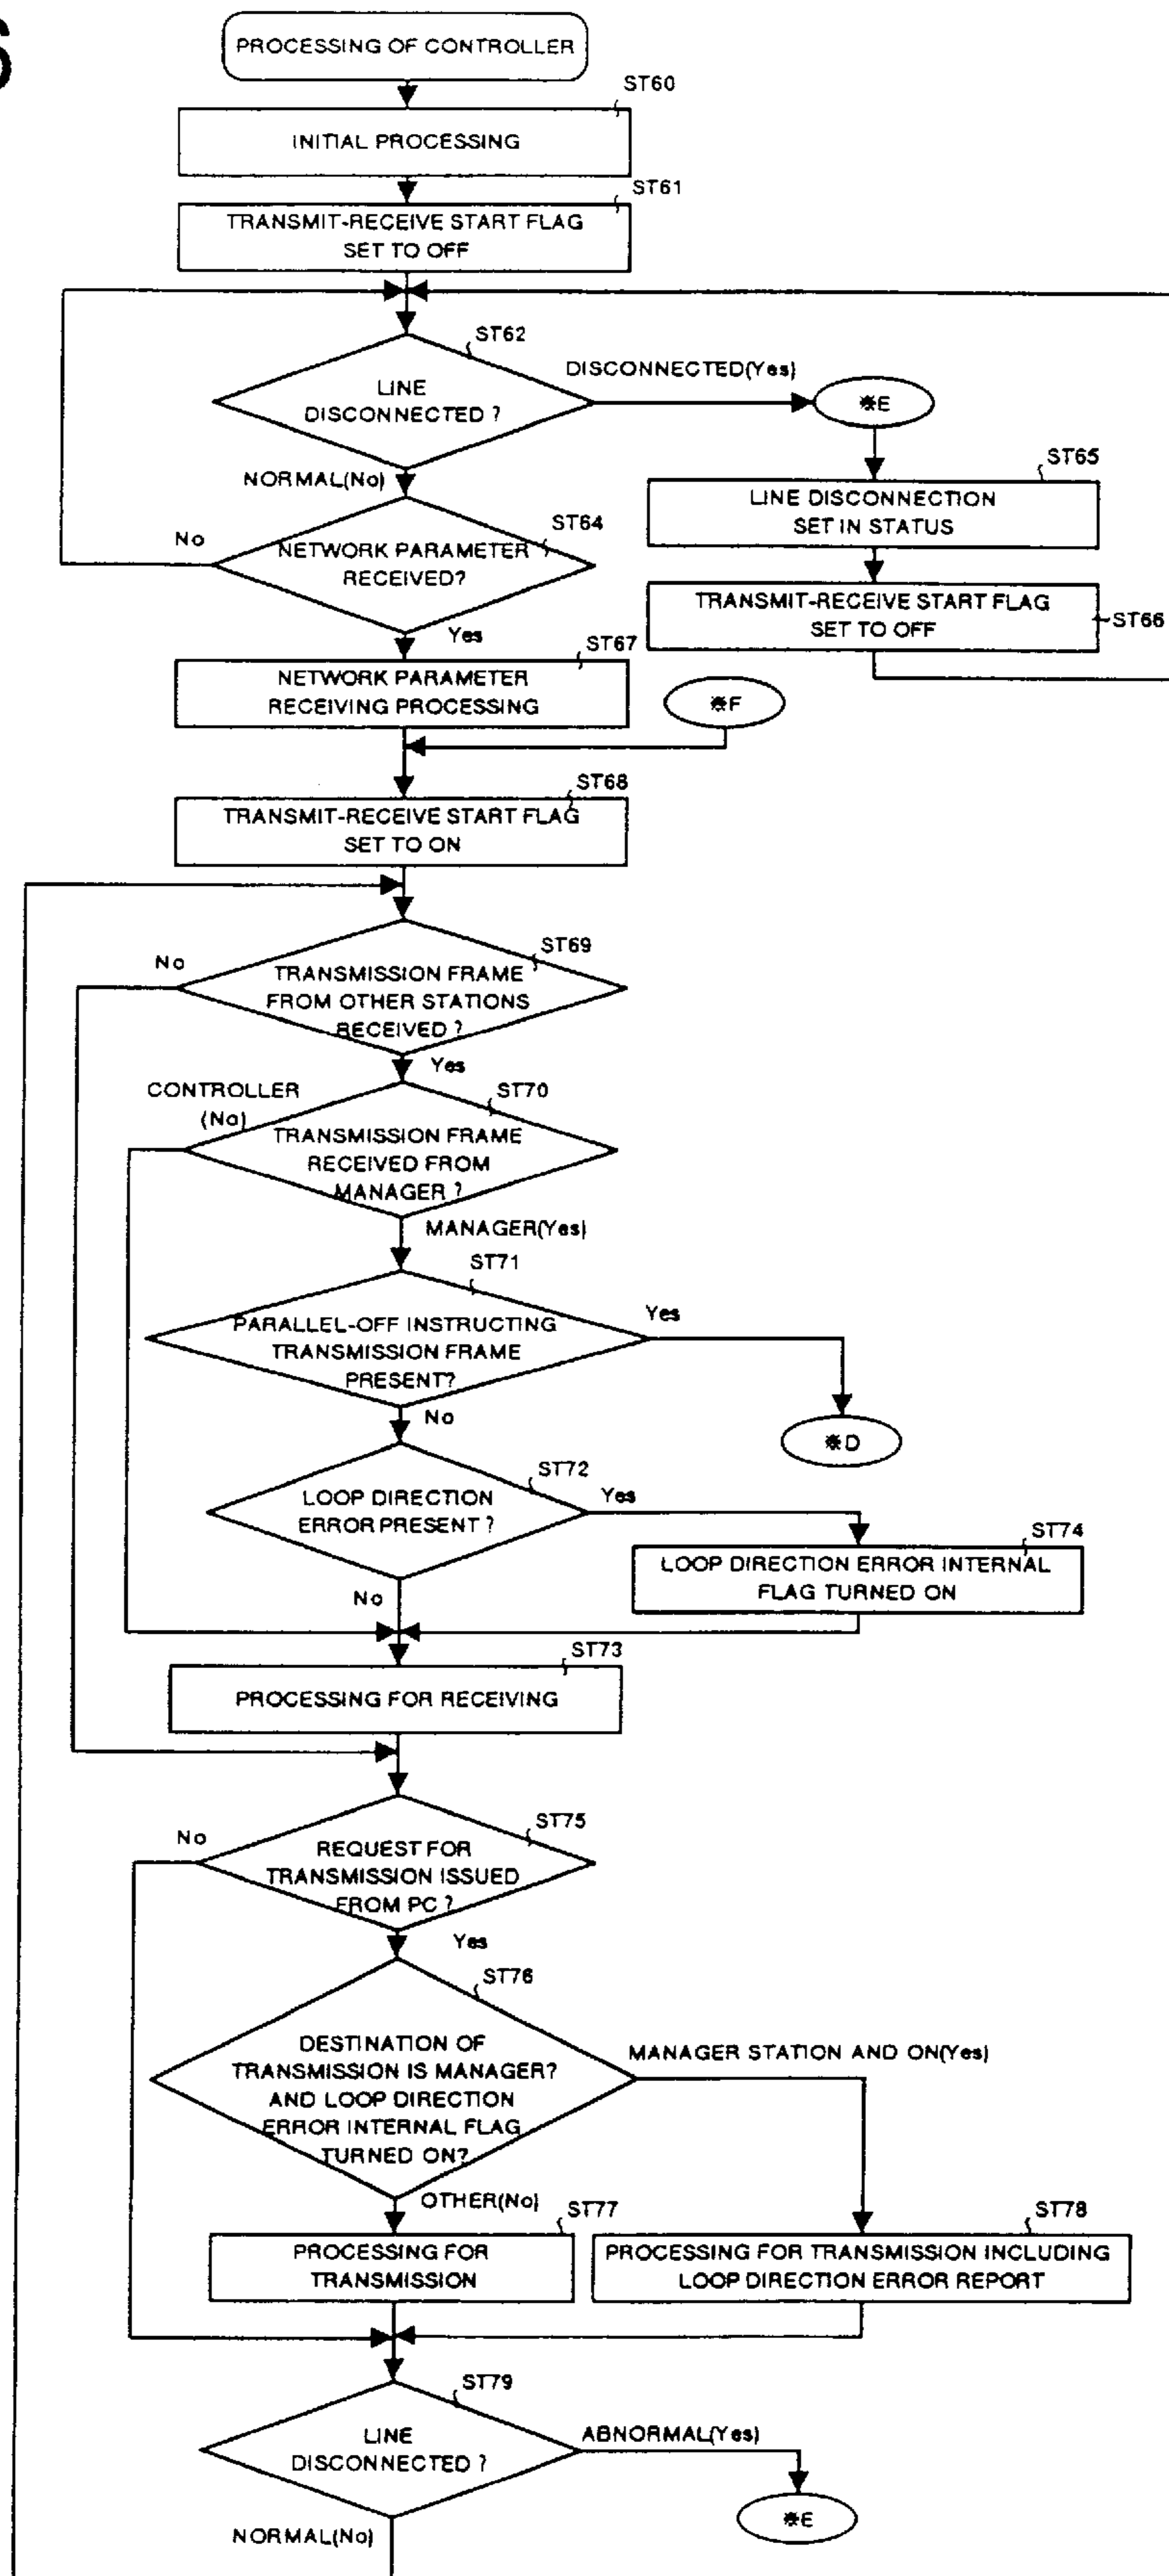 6
PROCESSING OF CONTROLLER
ST60
INITIAL PROCESSING
ST61
TRANSMIT-RECEIVE START FLAG
SET TO OFF
ST62
LINE
DISCONNECTED ?
DISCONNECTED(Yes)
※E
NORMAL(No)
ST65
LINE DISCONNECTION
SET IN STATUS
ST64
No
NETWORK PARAMETER
RECEIVED?
TRANSMIT-RECEIVE START FLAG
SET TO OFF
ST66
Yes
ST67
NETWORK PARAMETER
RECEIVING PROCESSING
※F
ST68
TRANSMIT-RECEIVE START FLAG
SET TO ON
ST69
No
TRANSMISSION FRAME
FROM OTHER STATIONS
RECEIVED ?
Yes
CONTROLLER
(No)
ST70
TRANSMISSION FRAME
RECEIVED FROM
MANAGER ?
MANAGER(Yes)
ST71
PARALLEL-OFF INSTRUCTING
TRANSMISSION FRAME
PRESENT?
Yes
No
※D
ST72
LOOP DIRECTION
ERROR PRESENT ?
Yes
ST74
LOOP DIRECTION ERROR INTERNAL
FLAG TURNED ON
No
ST73
PROCESSING FOR RECEIVING
ST75
No
REQUEST FOR
TRANSMISSION ISSUED
FROM PC ?
Yes
ST76
DESTINATION OF
TRANSMISSION IS MANAGER?
AND LOOP DIRECTION
ERROR INTERNAL FLAG
TURNED ON?
MANAGER STATION AND ON(Yes)
OTHER(No)
ST77
PROCESSING FOR
TRANSMISSION
ST78
PROCESSING FOR TRANSMISSION INCLUDING
LOOP DIRECTION ERROR REPORT
ST79
LINE
DISCONNECTED ?
ABNORMAL(Yes)
※E
NORMAL(No)